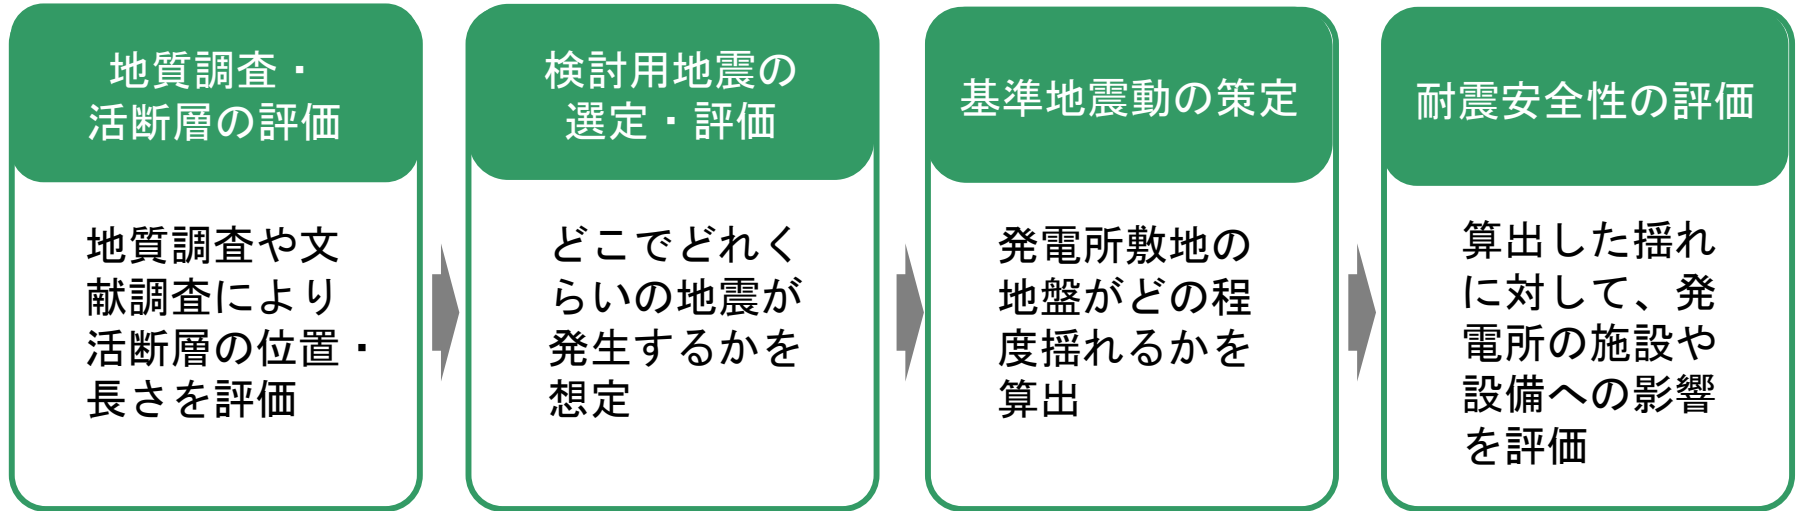 地質調査・
活断層の評価
地質調査や文
献調査により
活断層の位置・
長さを評価
検討用地震の
選定・評価
どこでどれく
らいの地震が
発生するかを
想定
基準地震動の策定
発電所敷地の
地盤がどの程
度揺れるかを
算出
耐震安全性の評価
算出した揺れ
に対して、発
電所の施設や
設備への影響
を評価